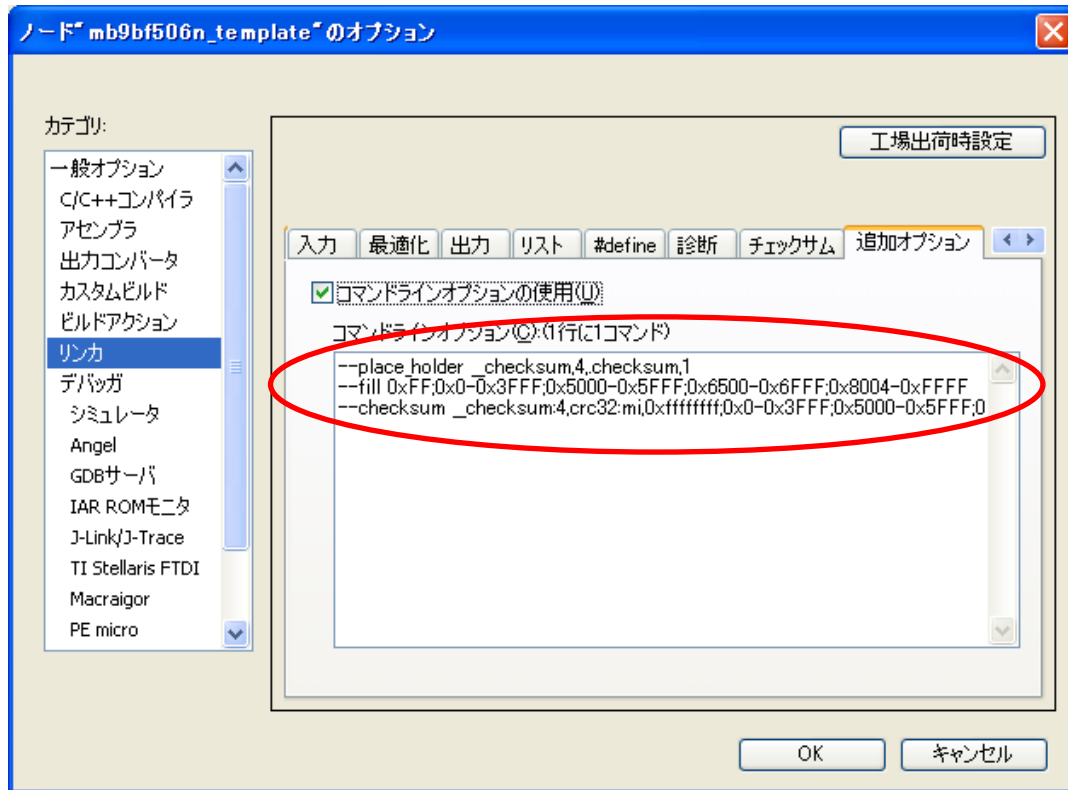 ノード"mb9bf506n_template"のオプション
カテゴリ:
一般オプション
C/C++コンパイラ
アセンブラ
出力コンバータ
カスタムビルド
ビルドアクション
リンカ
デバッガ
シミュレータ
Angel
GDBサーバ
IAR ROMモニタ
J-Link/J-Trace
TI Stellaris FTDI
Macraigor
PE micro
工場出荷時設定
入力 最適化 出力 リスト #define 診断 チェックサム 追加オプション
コマンドラインオプションの使用(U)
コマンドラインオプション(C):(1行に1コマンド)
--place_holder __checksum,4,.checksum,1
--fill 0xFF;0x0-0x3FFF;0x5000-0x5FFF;0x6500-0x6FFF;0x8004-0xFFFF
--checksum __checksum:4,crc32:mi,0xffffffff;0x0-0x3FFF;0x5000-0x5FFF;0
OK キャンセル